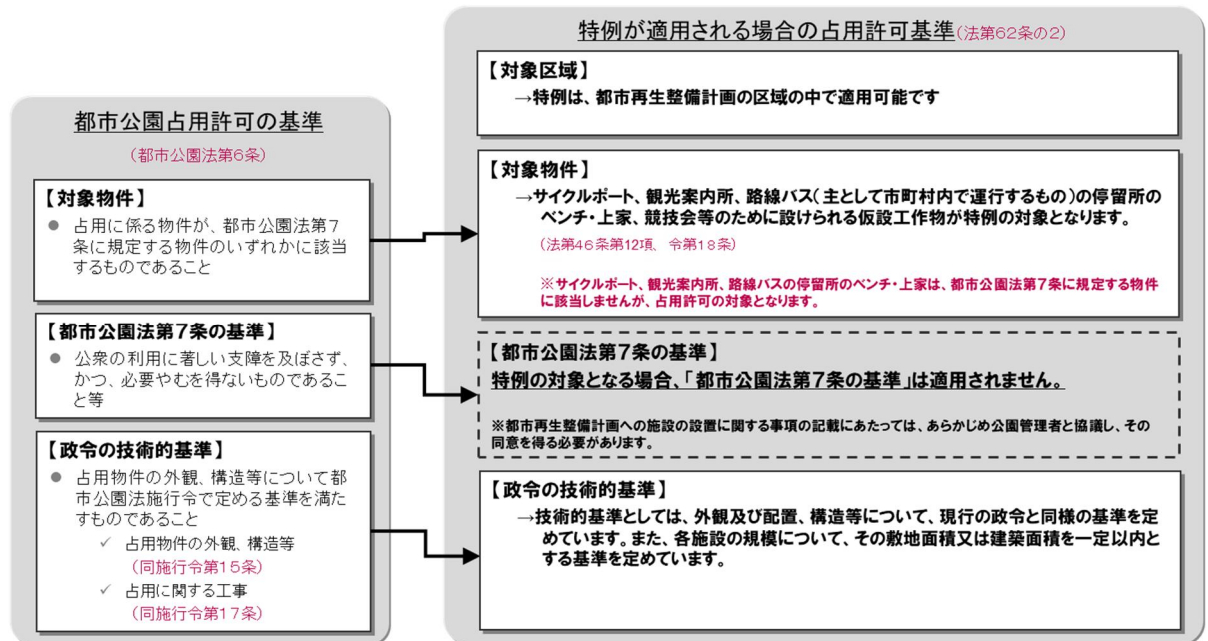 都市公園占用許可の基準
(都市公園法第6条)
【対象物件】
● 占用に係る物件が、都市公園法第7
条に規定する物件のいずれかに該当
するものであること
【都市公園法第7条の基準】
● 公衆の利用に著しい支障を及ぼさず、
かつ、必要やむを得ないものであるこ
と等
【政令の技術的基準】
● 占用物件の外観、構造等について都
市公園法施行令で定める基準を満た
すものであること
✓ 占用物件の外観、構造等
(同施行令第15条)
✓ 占用に関する工事
(同施行令第17条)
特例が適用される場合の占用許可基準(法第62条の2)
【対象区域】
→特例は、都市再生整備計画の区域の中で適用可能です
【対象物件】
→サイクルポート、観光案内所、路線バス(主として市町村内で運行するもの)の停留所の
ベンチ・上家、競技会等のために設けられる仮設工作物が特例の対象となります。
(法第46条第12項、令第18条)
※サイクルポート、観光案内所、路線バスの停留所のベンチ・上家は、都市公園法第7条に規定する物件
に該当しませんが、占用許可の対象となります。
【都市公園法第7条の基準】
特例の対象となる場合、「都市公園法第7条の基準」は適用されません。
※都市再生整備計画への施設の設置に関する事項の記載にあたっては、あらかじめ公園管理者と協議し、その
同意を得る必要があります。
【政令の技術的基準】
→技術的基準としては、外観及び配置、構造等について、現行の政令と同様の基準を定
めています。また、各施設の規模について、その敷地面積又は建築面積を一定以内と
する基準を定めています。